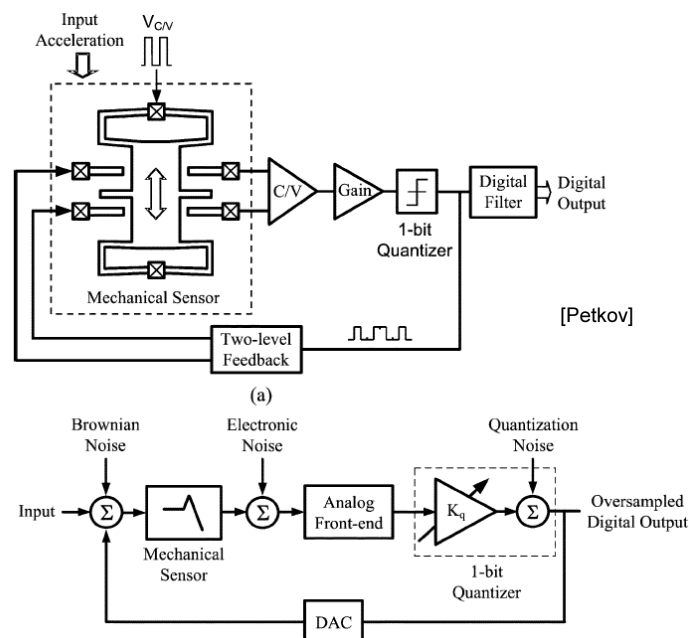 Input
Acceleration
V_C/V
C/V
Gain
1-bit
Quantizer
Digital
Filter
Digital
Output
Mechanical Sensor
Two-level
Feedback
[Petkov]
(a)
Brownian
Noise
Electronic
Noise
Quantization
Noise
Input
Σ
Mechanical
Sensor
Σ
Analog
Front-end
K_q
Σ
Oversampled
Digital Output
1-bit
Quantizer
DAC